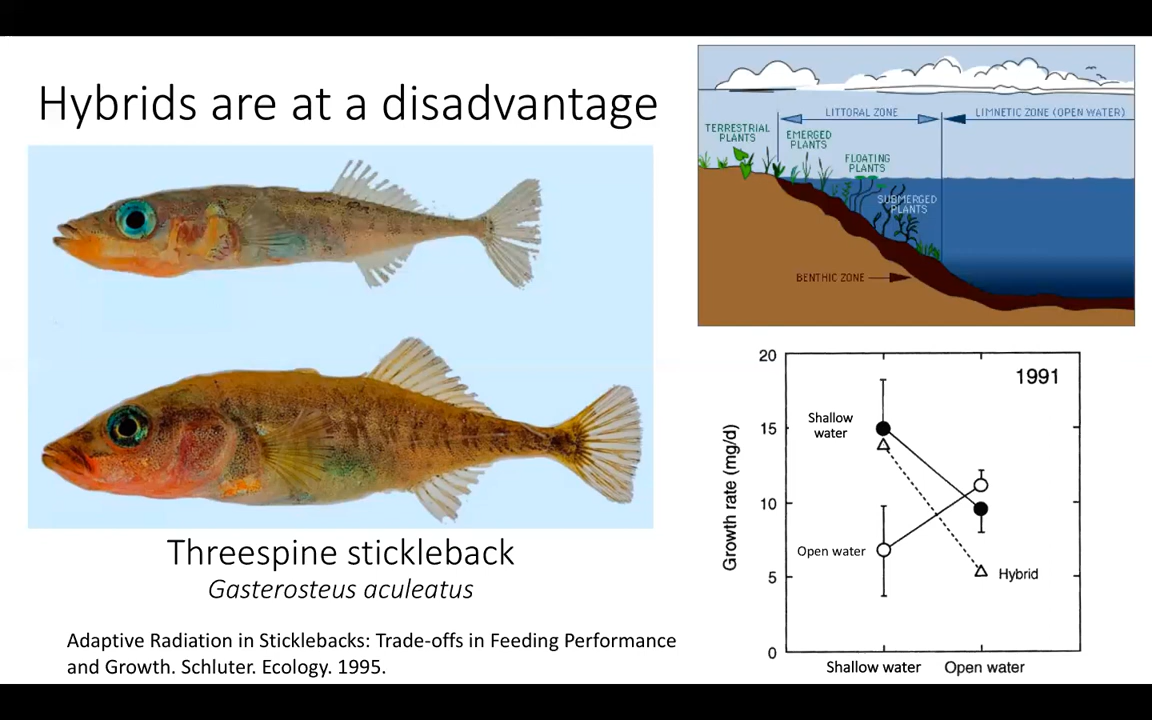 Hybrids are at a disadvantage
LITTORAL ZONE
LIMNETIC ZONE (OPEN WATER)
TERRESTRIAL
PLANTS
EMERGED
PLANTS
FLOATING
PLANTS
SUBMERGED
PLANTS
BENTHIC ZONE
Threespine stickleback
Gasterosteus aculeatus
Adaptive Radiation in Sticklebacks: Trade-offs in Feeding Performance
and Growth. Schluter. Ecology. 1995.
1991
Growth rate (mg/d)
20
15
10
5
0
Shallow
water
Open water
Hybrid
Shallow water
Open water